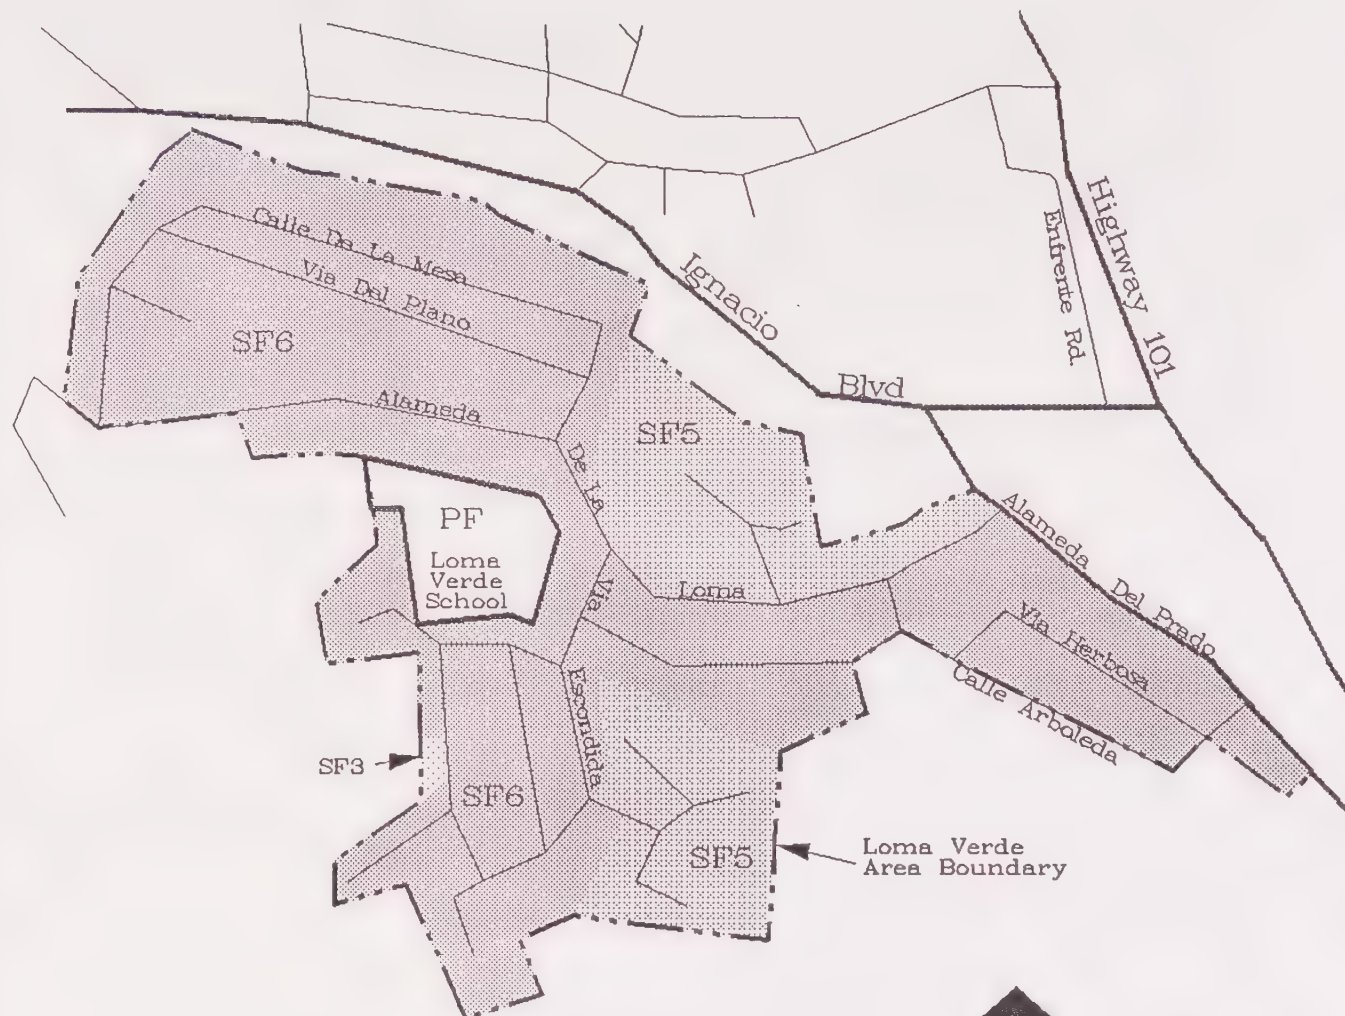 Highway 101
Enfrente Rd.
Ignacio
Blvd
Calle De La Mesa
Via Del Plano
SF6
Alameda
De La
Loma
SF5
PF
Loma
Verde
School
Via
Escondida
Alameda Del Prado
Via Herbosa
Calle Arboleda
SF3
SF6
SF5
Loma Verde
Area Boundary